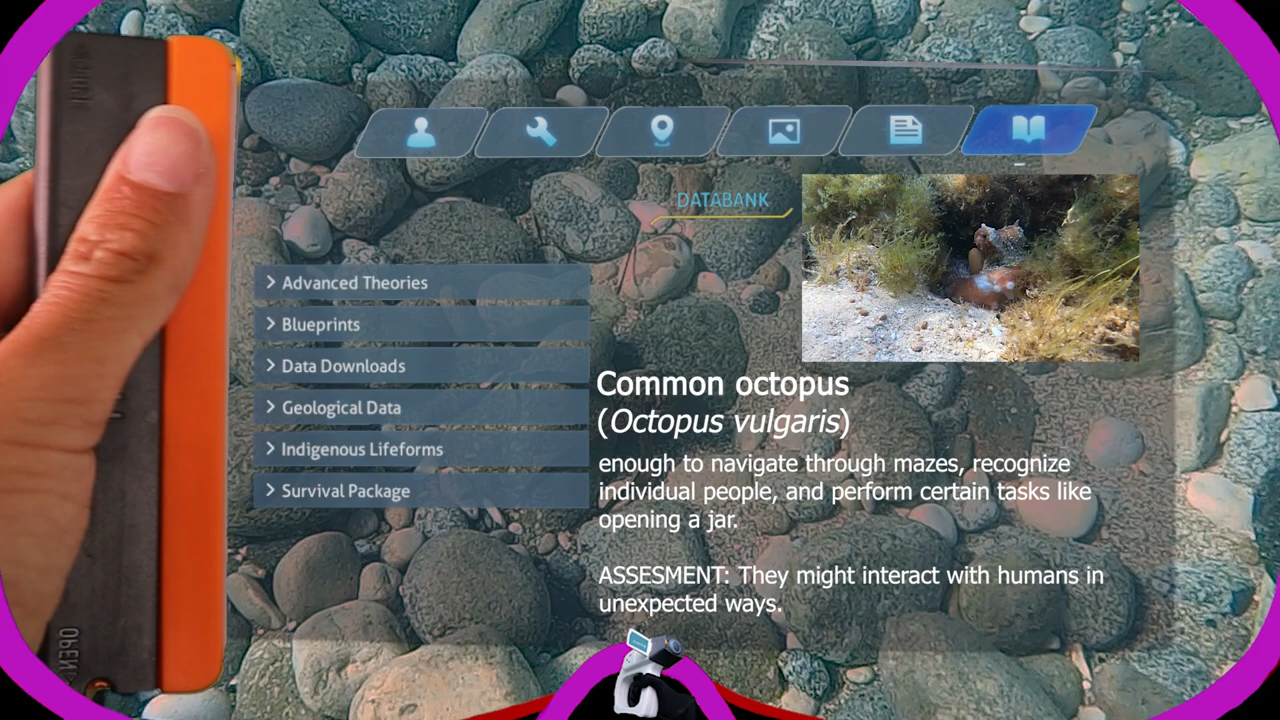 DATABANK
Advanced Theories
Blueprints
Data Downloads
Geological Data
Indigenous Lifeforms
Survival Package
Common octopus
(Octopus vulgaris)
enough to navigate through mazes, recognize
individual people, and perform certain tasks like
opening a jar.
ASSESMENT: They might interact with humans in
unexpected ways.
OPEN